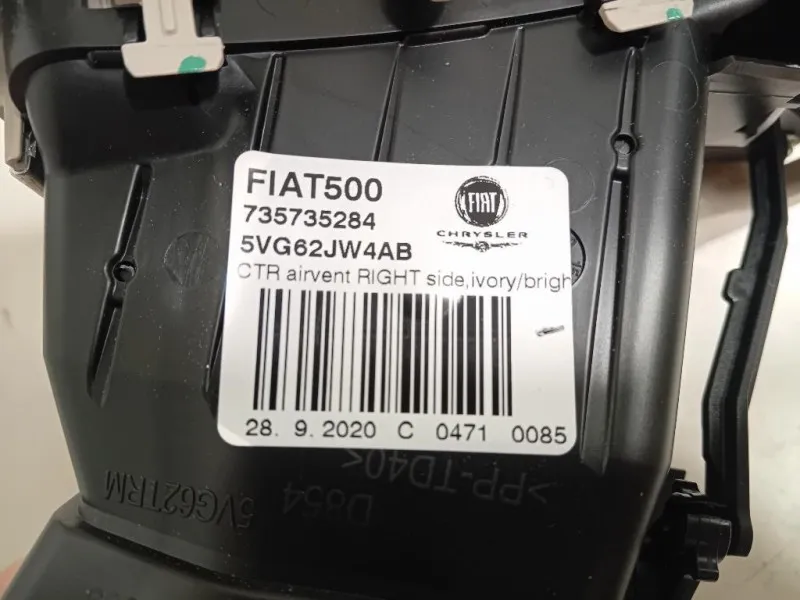 FIAT500
735735284
5VG62JW4AB
FIAT
CHRYSLER
CTR airvent RIGHT side,ivory/brigh
28. 9. 2020 C 0471 0085
>PP-TD40<
D854
5VG621RM